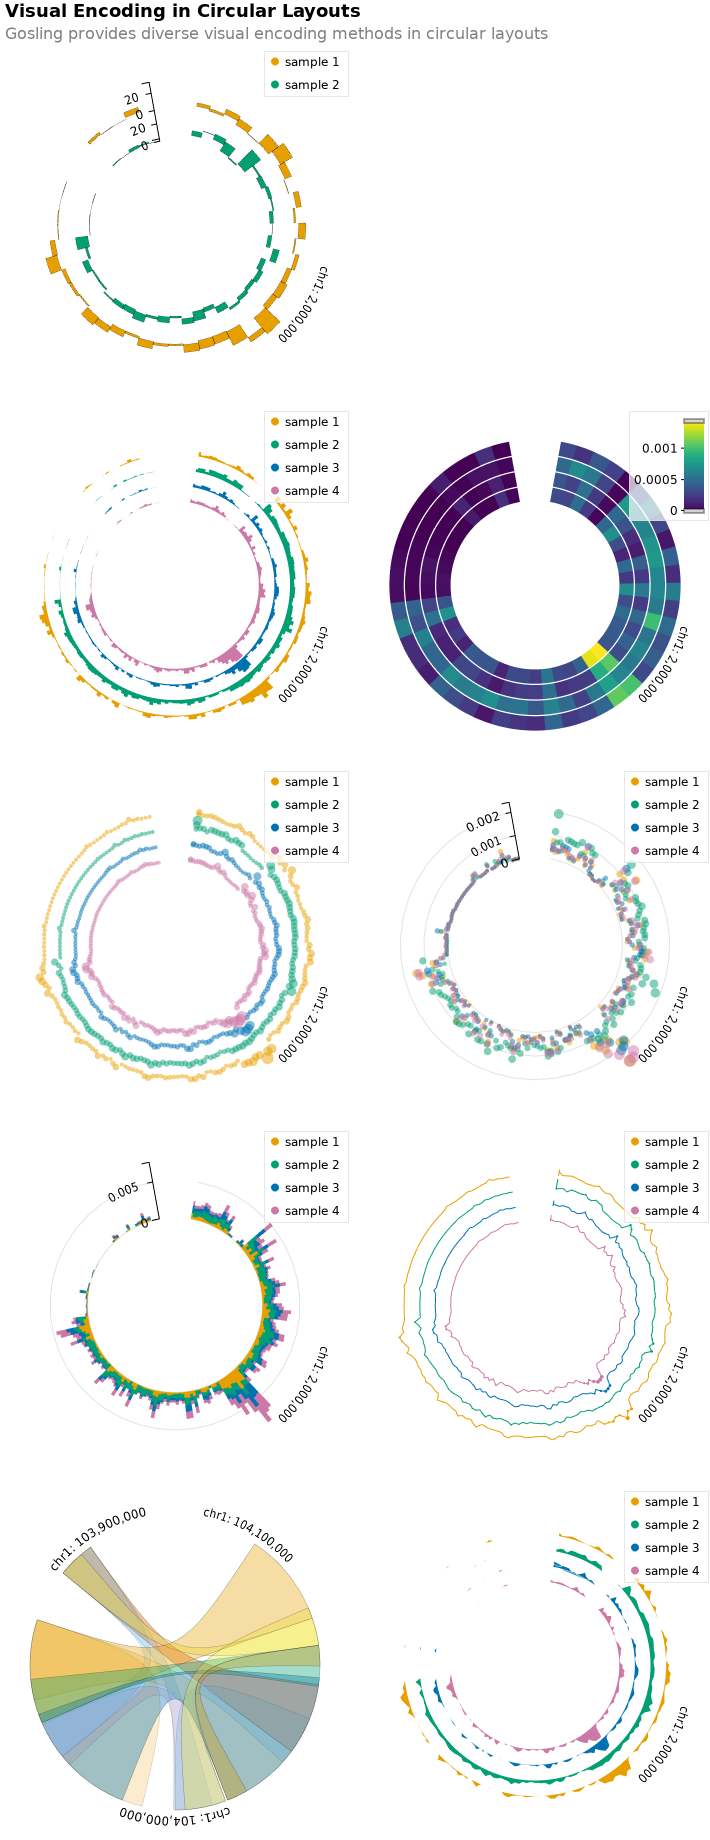 Visual Encoding in Circular Layouts
Gosling provides diverse visual encoding methods in circular layouts
sample 1
sample 2
20
0
20
0
chr1: 2,000,000
sample 1
sample 2
sample 3
sample 4
chr1: 2,000,000
0.001
0.0005
0
chr1: 2,000,000
sample 1
sample 2
sample 3
sample 4
chr1: 2,000,000
sample 1
sample 2
sample 3
sample 4
0.002
0.001
0
chr1: 2,000,000
sample 1
sample 2
sample 3
sample 4
0.005
0
chr1: 2,000,000
sample 1
sample 2
sample 3
sample 4
chr1: 2,000,000
chr1: 103,900,000
chr1: 104,100,000
chr1: 104,000,000
sample 1
sample 2
sample 3
sample 4
chr1: 2,000,000